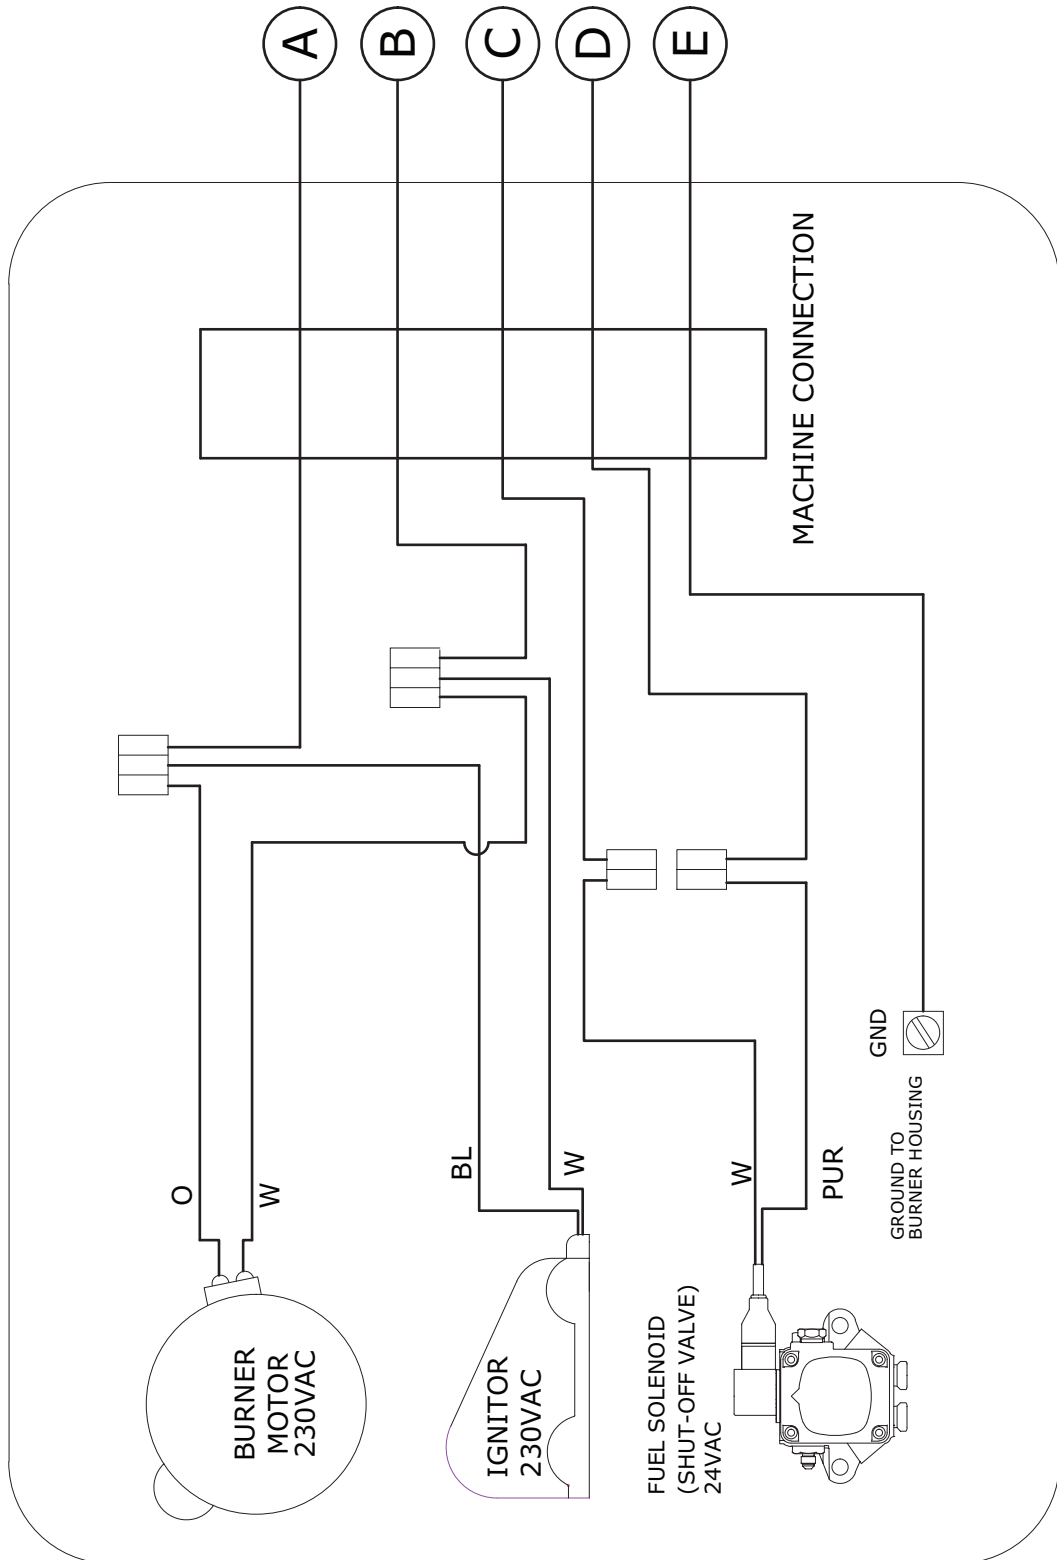 A
B
C
D
E
MACHINE CONNECTION
O
W
BL
W
W
PUR
GND
GROUND TO
BURNER HOUSING
BURNER
MOTOR
230VAC
IGNITOR
230VAC
FUEL SOLENOID
(SHUT-OFF VALVE)
24VAC